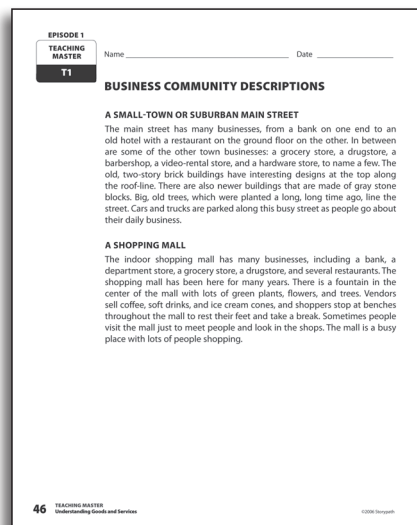 EPISODE 1
TEACHING
MASTER
T1
Name
Date
BUSINESS COMMUNITY DESCRIPTIONS
A SMALL-TOWN OR SUBURBAN MAIN STREET
The main street has many businesses, from a bank on one end to an
old hotel with a restaurant on the ground floor on the other. In between
are some of the other town businesses: a grocery store, a drugstore, a
barbershop, a video-rental store, and a hardware store, to name a few. The
old, two-story brick buildings have interesting designs at the top along
the roof-line. There are also newer buildings that are made of gray stone
blocks. Big, old trees, which were planted a long, long time ago, line the
street. Cars and trucks are parked along this busy street as people go about
their daily business.
A SHOPPING MALL
The indoor shopping mall has many businesses, including a bank, a
department store, a grocery store, a drugstore, and several restaurants. The
shopping mall has been here for many years. There is a fountain in the
center of the mall with lots of green plants, flowers, and trees. Vendors
sell coffee, soft drinks, and ice cream cones, and shoppers stop at benches
throughout the mall to rest their feet and take a break. Sometimes people
visit the mall just to meet people and look in the shops. The mall is a busy
place with lots of people shopping.
46 TEACHING MASTER
Understanding Goods and Services
©2006 Storypath